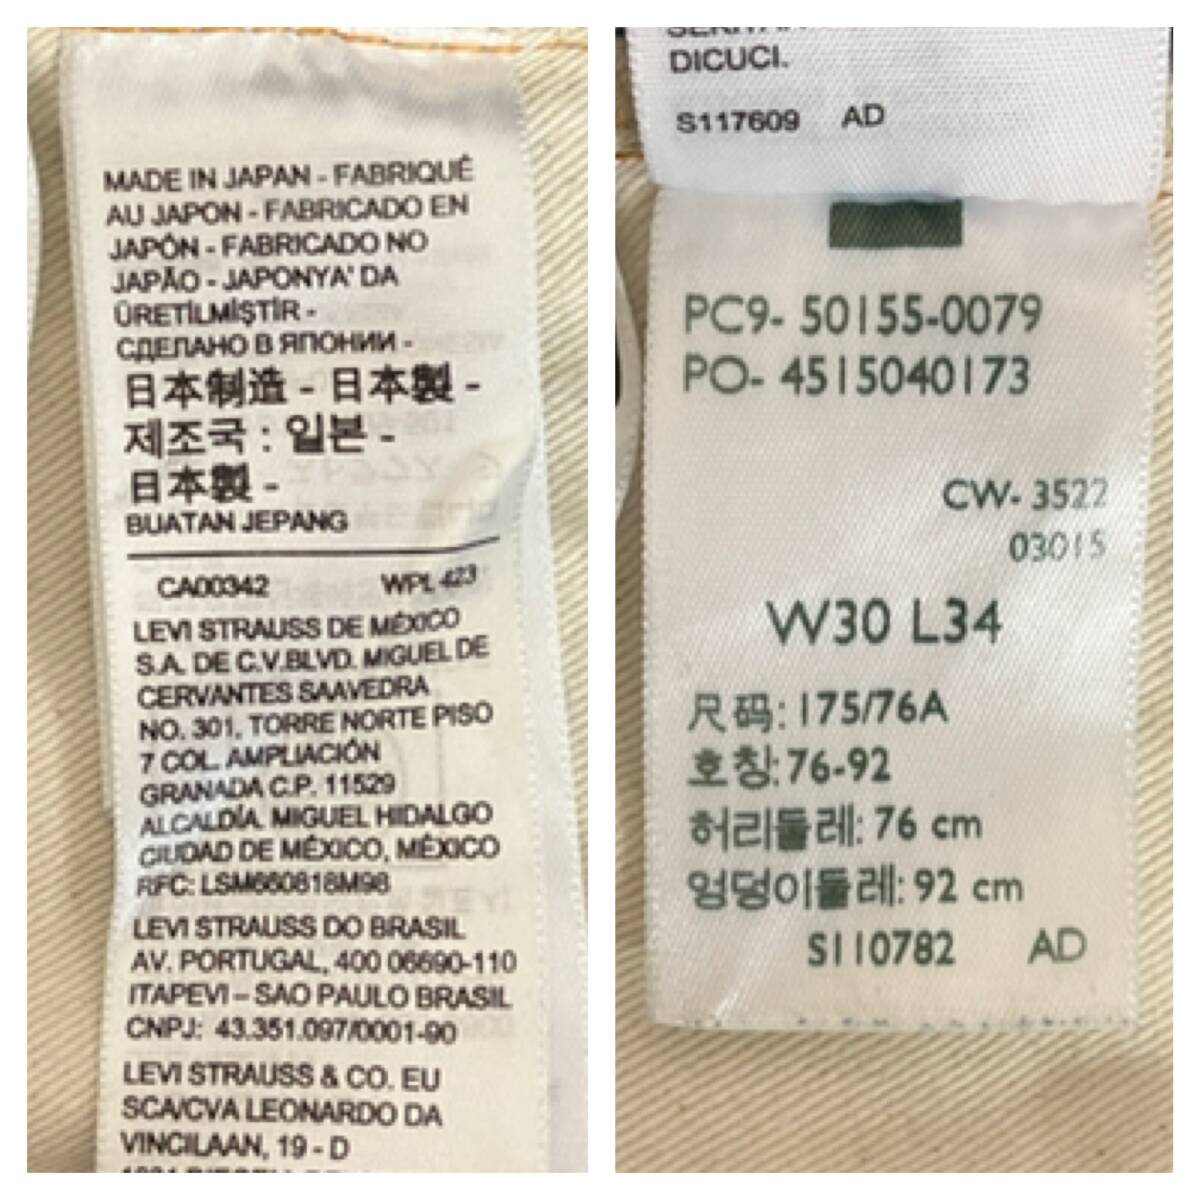 MADE IN JAPAN - FABRIQUÉ
AU JAPON - FABRICADO EN
JAPÓN - FABRICADO NO
JAPÃO - JAPONYA' DA
ÜRETİLMİŞTİR -
СДЕЛАНО В ЯПОНИИ -
日本制造 - 日本製 -
제조국 : 일본 -
日本製 -
BUATAN JEPANG
CA00342 WPL 423
LEVI STRAUSS DE MÉXICO
S.A. DE C.V.BLVD. MIGUEL DE
CERVANTES SAAVEDRA
NO. 301, TORRE NORTE PISO
7 COL. AMPLIACIÓN
GRANADA C.P. 11529
ALCALDÍA. MIGUEL HIDALGO
CIUDAD DE MÉXICO, MÉXICO
RFC: LSM660818M98
LEVI STRAUSS DO BRASIL
AV. PORTUGAL, 400 06690-110
ITAPEVI – SAO PAULO BRASIL
CNPJ: 43.351.097/0001-90
LEVI STRAUSS & CO. EU
SCA/CVA LEONARDO DA
VINCILAAN, 19 - D
DICUCI.
S117609 AD
PC9- 50155-0079
PO- 4515040173
CW- 3522
03015
W30 L34
尺码: 175/76A
호칭: 76-92
허리둘레: 76 cm
엉덩이둘레: 92 cm
S110782 AD